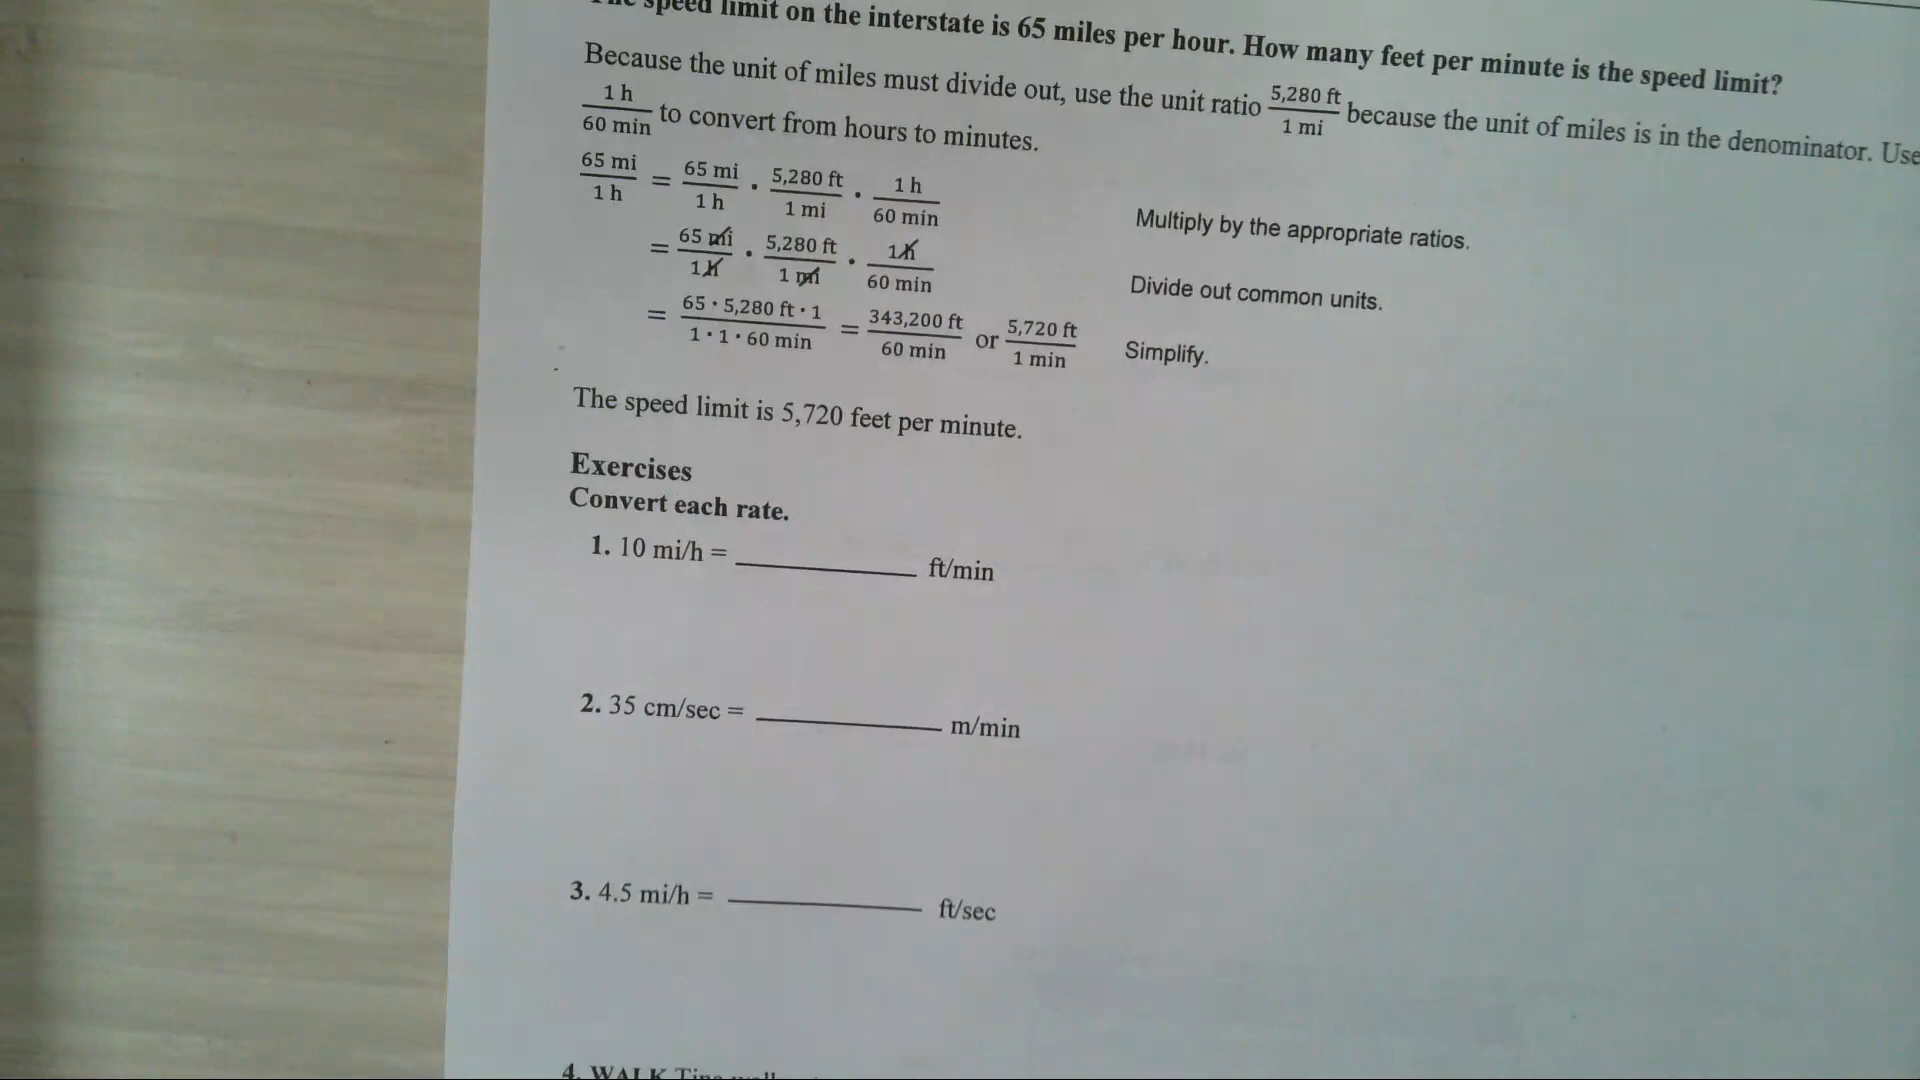 speed limit on the interstate is 65 miles per hour. How many feet per minute is the speed limit?
Because the unit of miles must divide out, use the unit ratio 5,280 ft / 1 mi because the unit of miles is in the denominator. Use
1 h / 60 min to convert from hours to minutes.
65 mi / 1 h = 65 mi / 1 h · 5,280 ft / 1 mi · 1 h / 60 min Multiply by the appropriate ratios.
= 65 mi / 1 h · 5,280 ft / 1 mi · 1 h / 60 min Divide out common units.
= 65 · 5,280 ft · 1 / 1 · 1 · 60 min = 343,200 ft / 60 min or 5,720 ft / 1 min Simplify.
The speed limit is 5,720 feet per minute.
Exercises
Convert each rate.
1. 10 mi/h = ____________ ft/min
2. 35 cm/sec = ____________ m/min
3. 4.5 mi/h = ____________ ft/sec
4. WALK